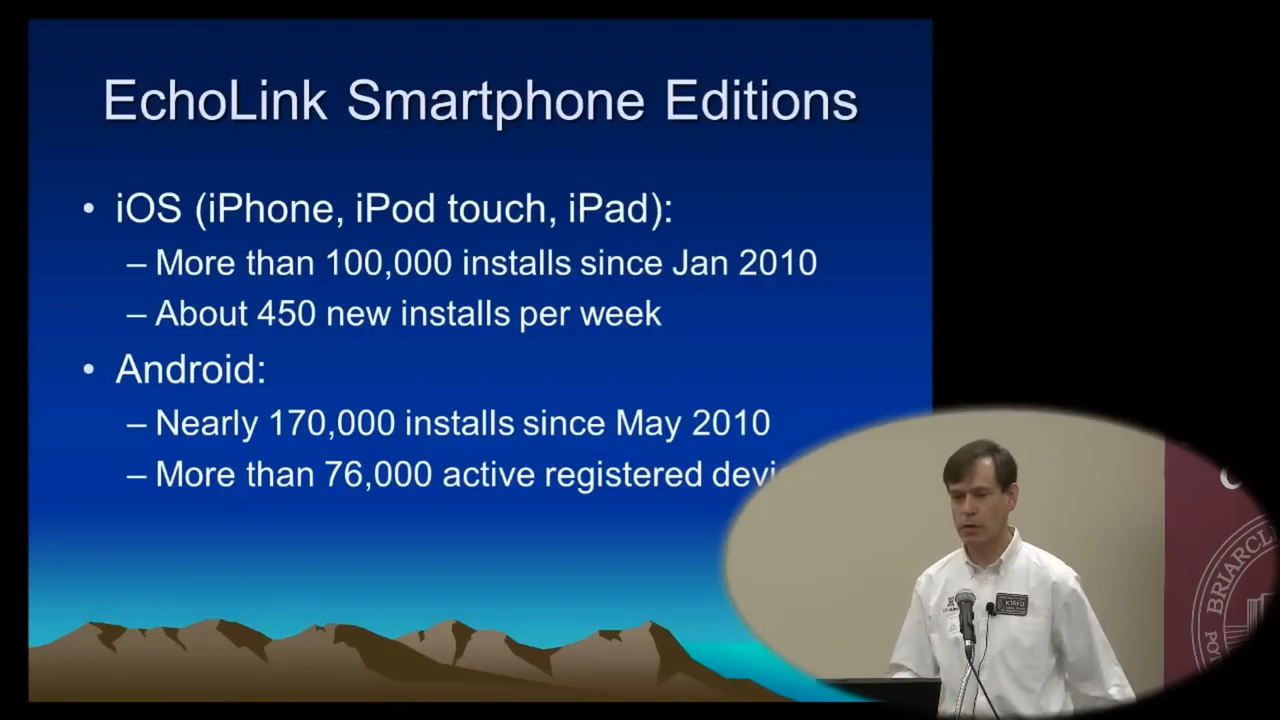 EchoLink Smartphone Editions
• iOS (iPhone, iPod touch, iPad):
– More than 100,000 installs since Jan 2010
– About 450 new installs per week
• Android:
– Nearly 170,000 installs since May 2010
– More than 76,000 active registered devi
BRIARCL